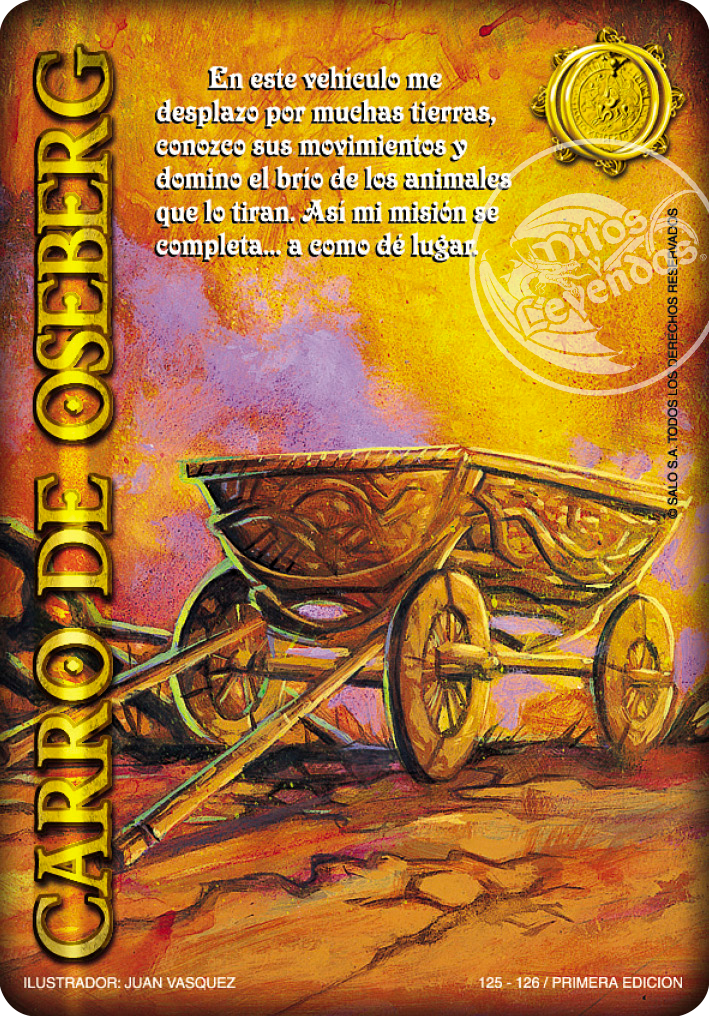 CARRO DE OSEBERG
En este vehiculo me
desplazo por muchas tierras,
conozco sus movimientos y
domino el brío de los animales
que lo tiran. Así mi misión se
completa... a como dé lugar.
Mitos
y
Leyendas
© SALO S.A. TODOS LOS DERECHOS RESERVADOS
ILUSTRADOR: JUAN VASQUEZ
125 - 126 / PRIMERA EDICION